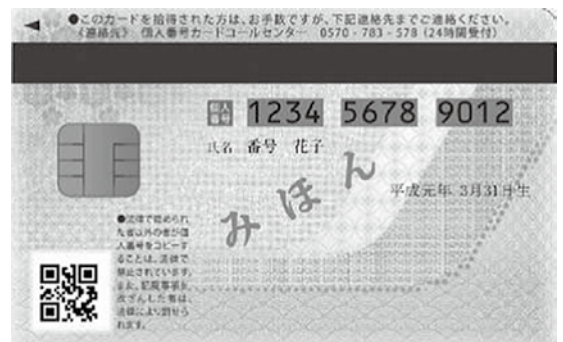 ◀ ●このカードを拾得された方は、お手数ですが、下記連絡先までご連絡ください。
《連絡先》 個人番号カードコールセンター 0570-783-578 (24時間受付)
個人番号 1234 5678 9012
氏名 番号 花子
平成元年 3月31日生
みほん
●法律で認められ
た者以外の者が個
人番号をコピーす
ることは、法律で
禁止されています。
また、記載事項を
改ざんした者は、
法律により罰せら
れます。